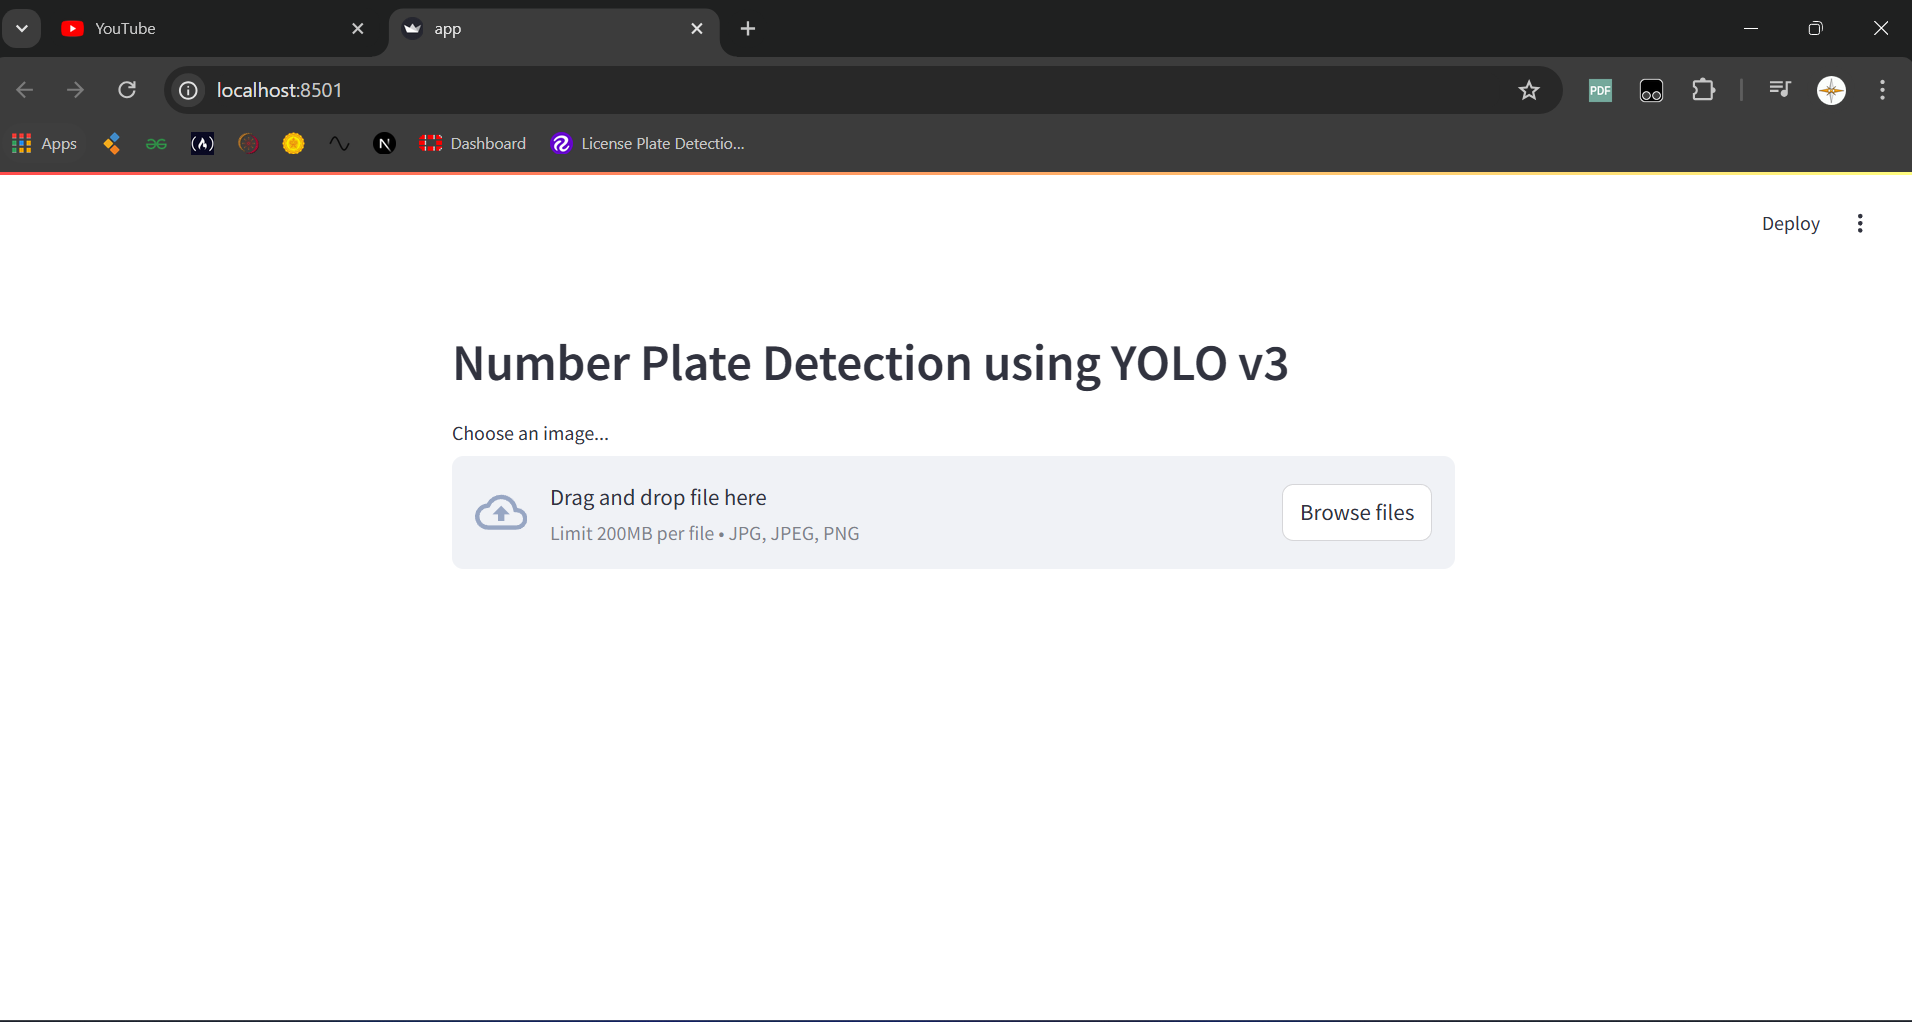 YouTube
app
localhost:8501
PDF
Apps
Dashboard
License Plate Detectio...
Deploy
Number Plate Detection using YOLO v3
Choose an image...
Drag and drop file here
Limit 200MB per file • JPG, JPEG, PNG
Browse files